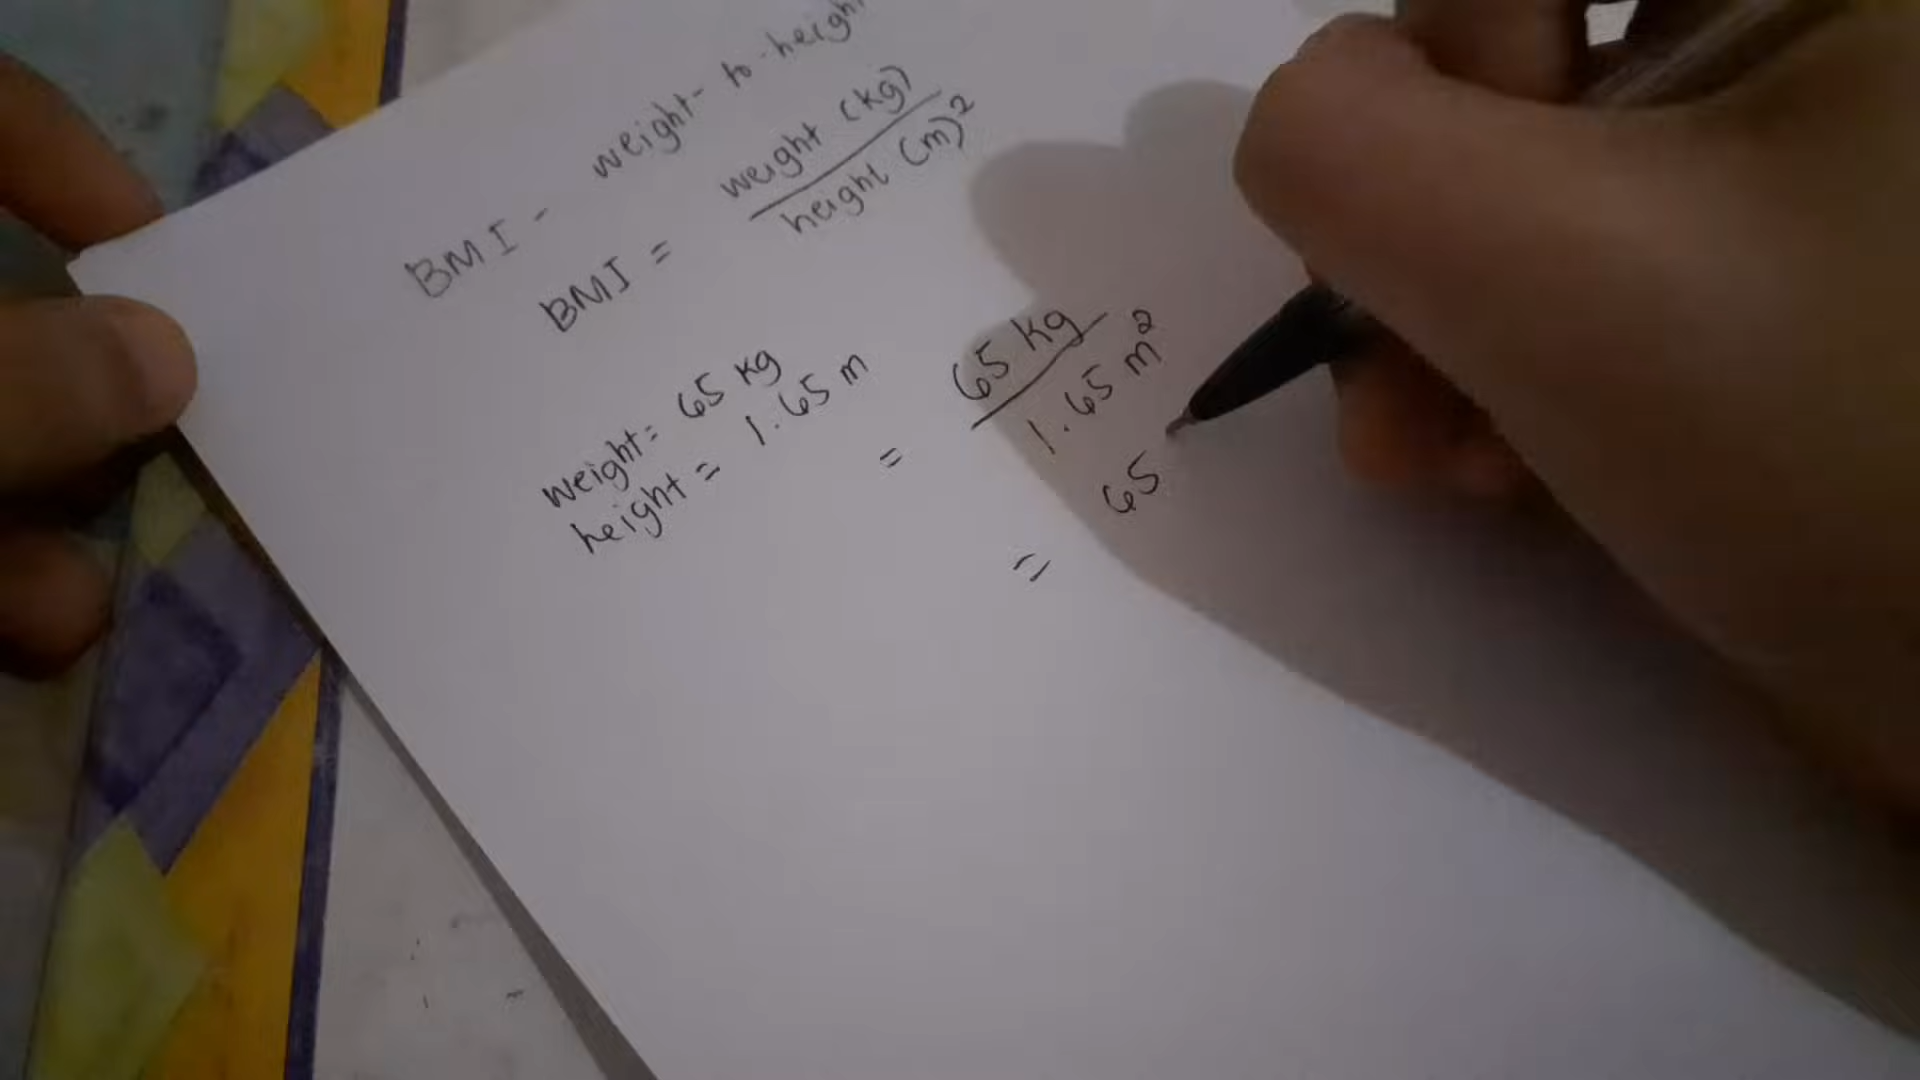 BMI - weight- to-height
BMI = weight (kg)
height (m)²
weight= 65 kg
height = 1.65 m
= 65 kg
1.65 m²
= 65